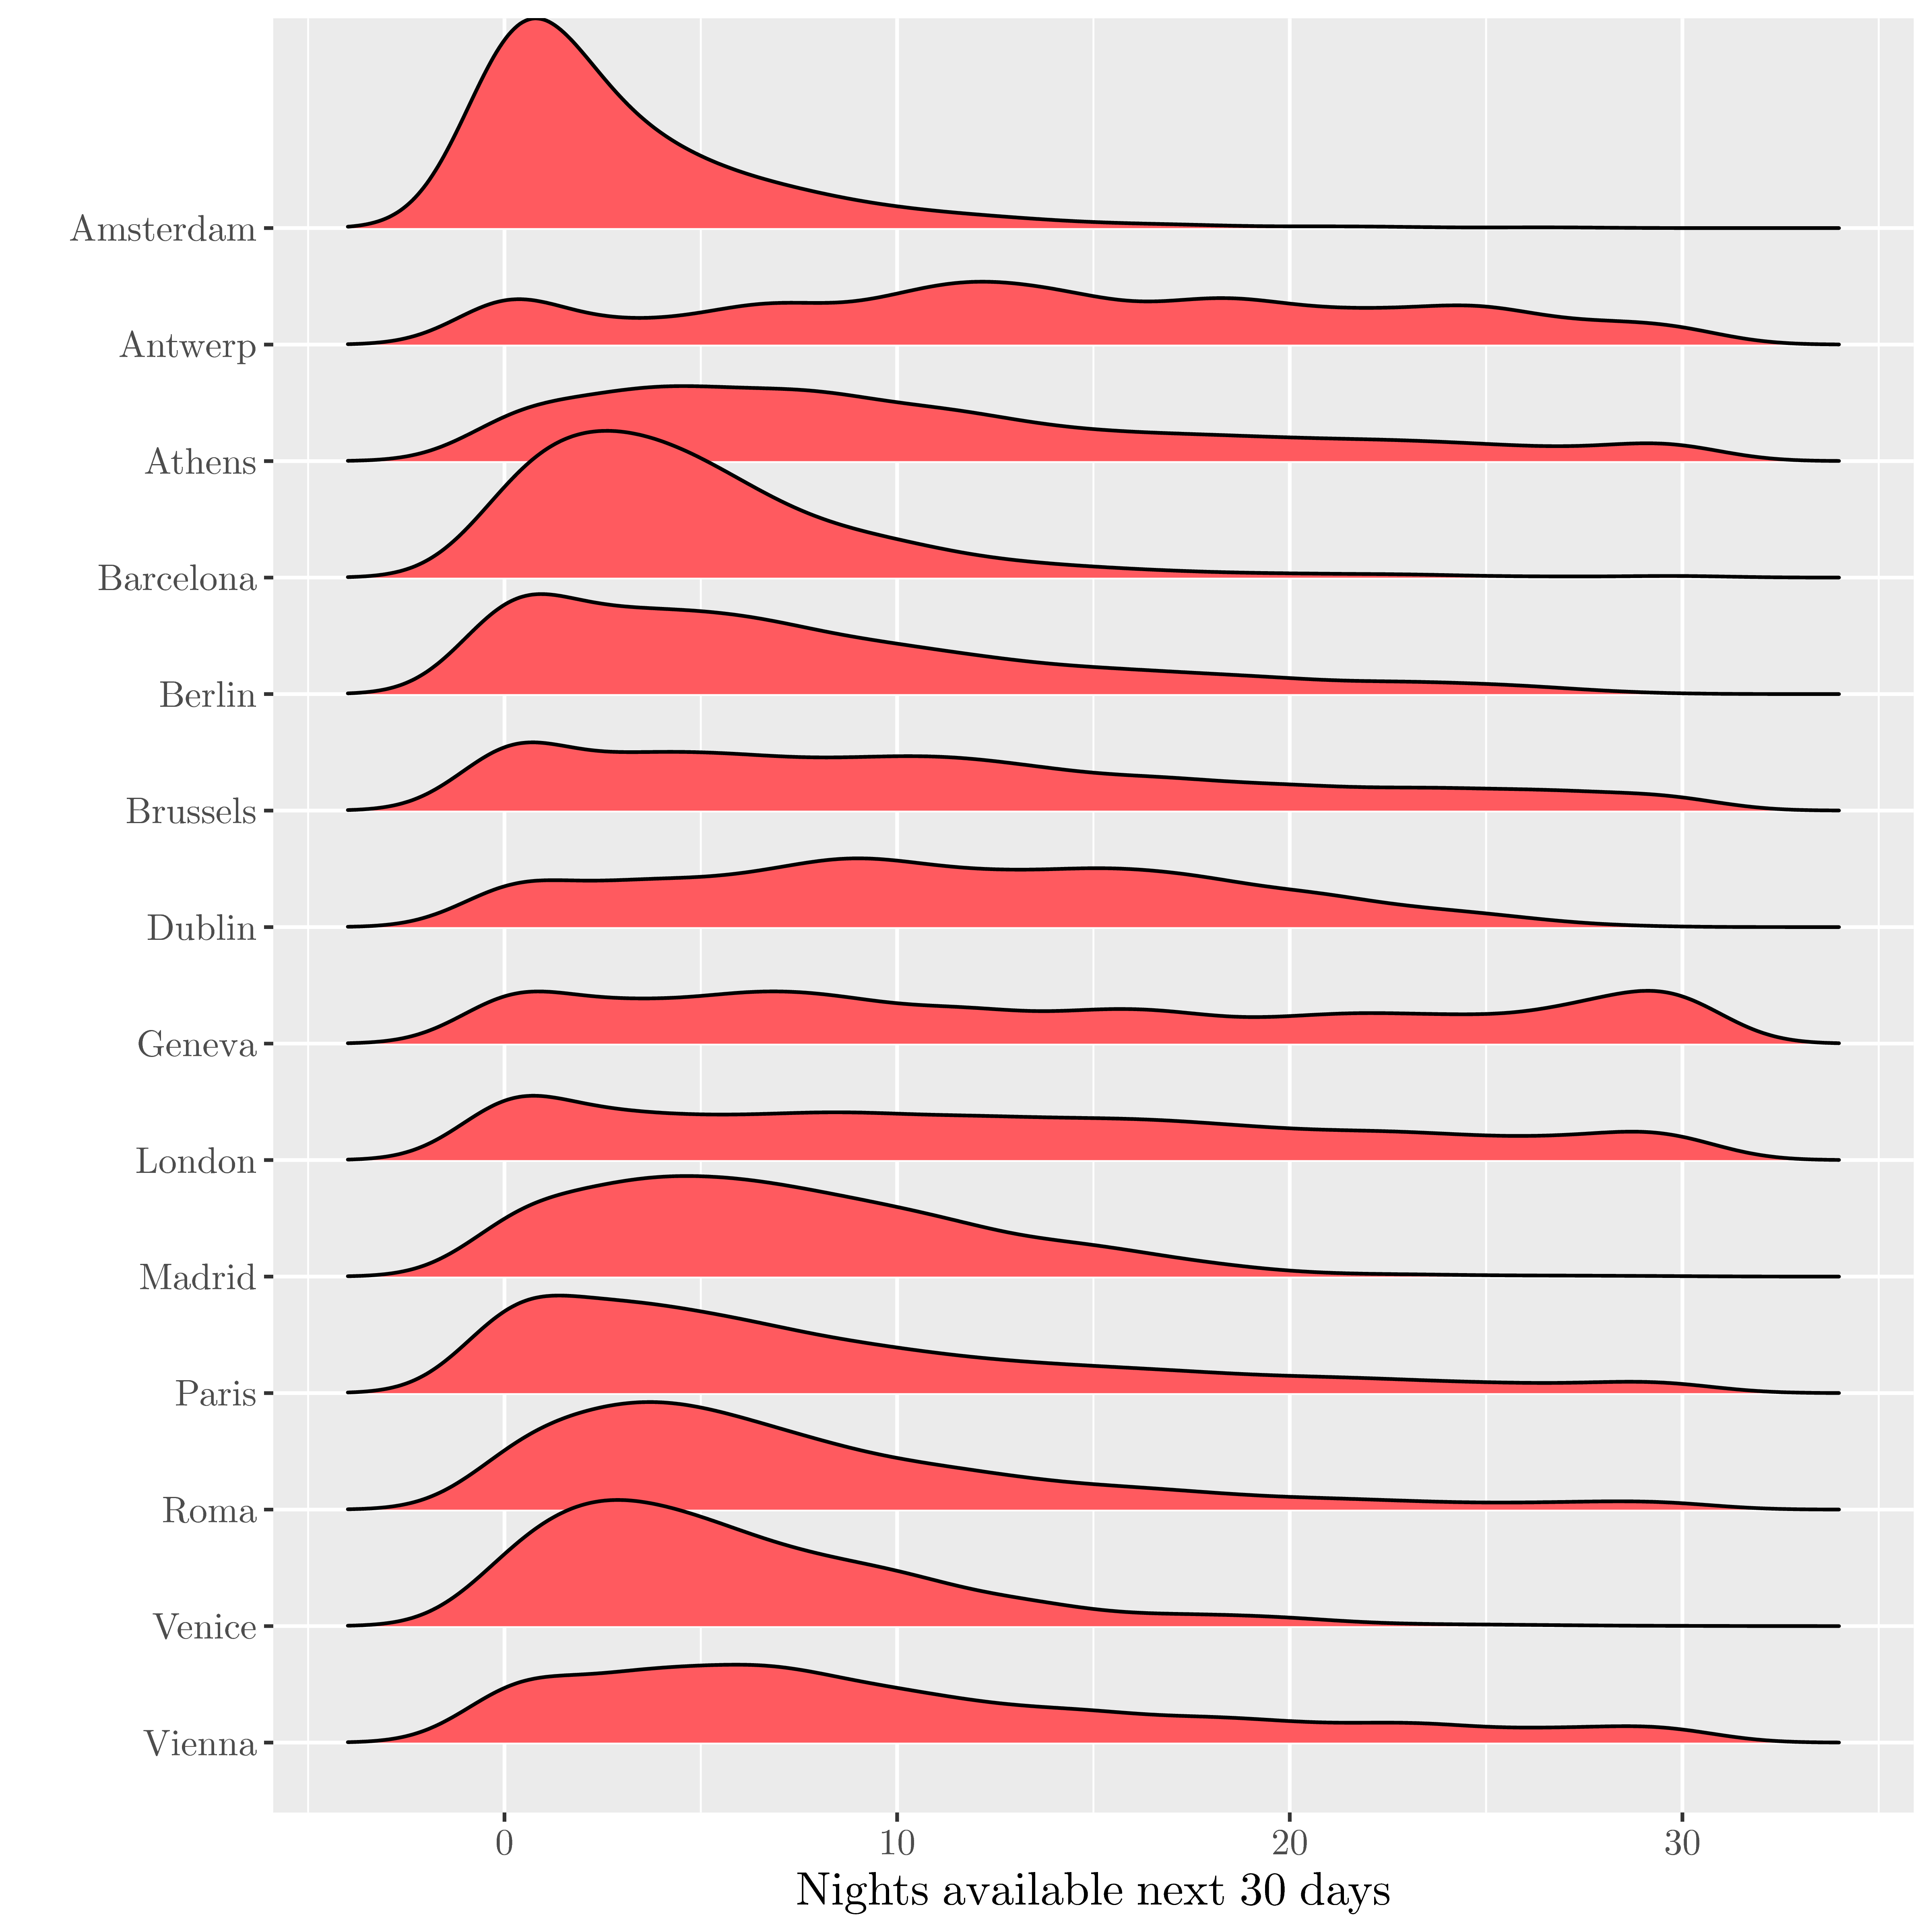 Amsterdam
Antwerp
Athens
Barcelona
Berlin
Brussels
Dublin
Geneva
London
Madrid
Paris
Roma
Venice
Vienna
0 10 20 30
Nights available next 30 days